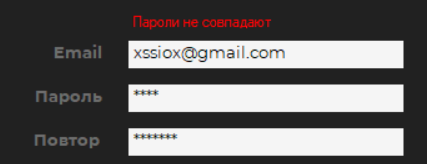 Пароли не совпадают
Email xssiox@gmail.com
Пароль ****
Повтор *******